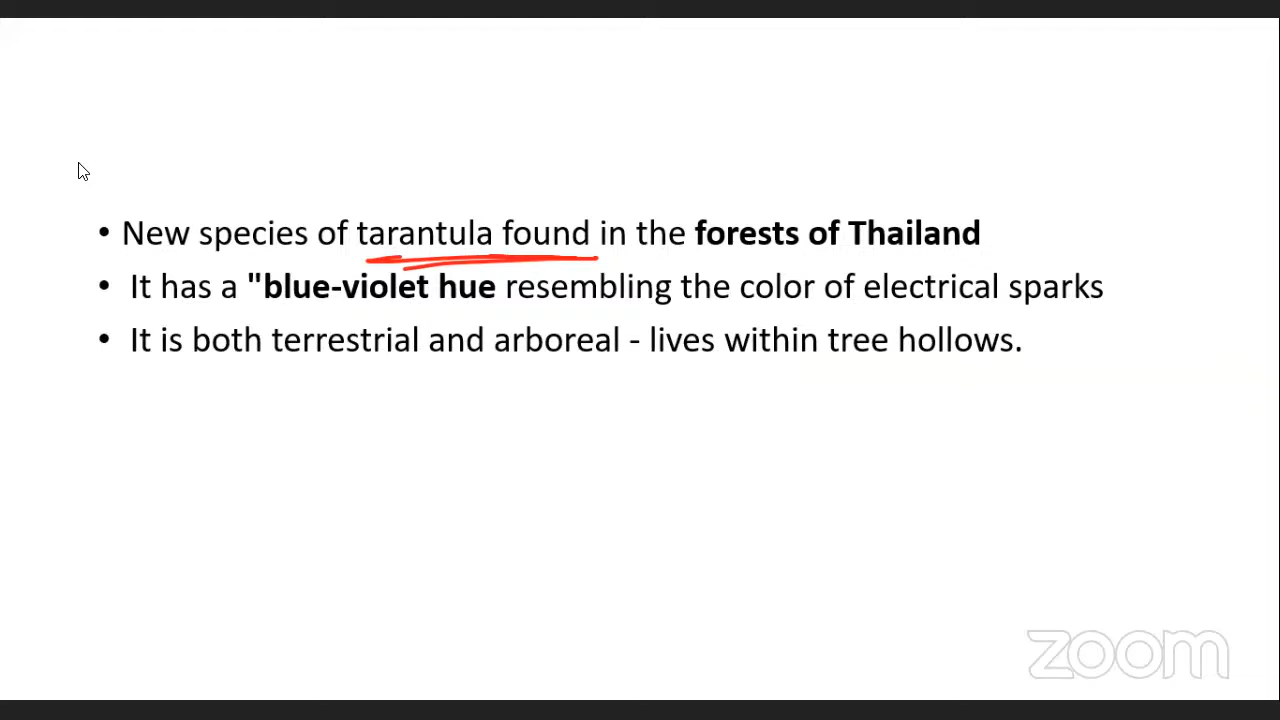 • New species of tarantula found in the forests of Thailand
• It has a "blue-violet hue resembling the color of electrical sparks
• It is both terrestrial and arboreal - lives within tree hollows.
zoom